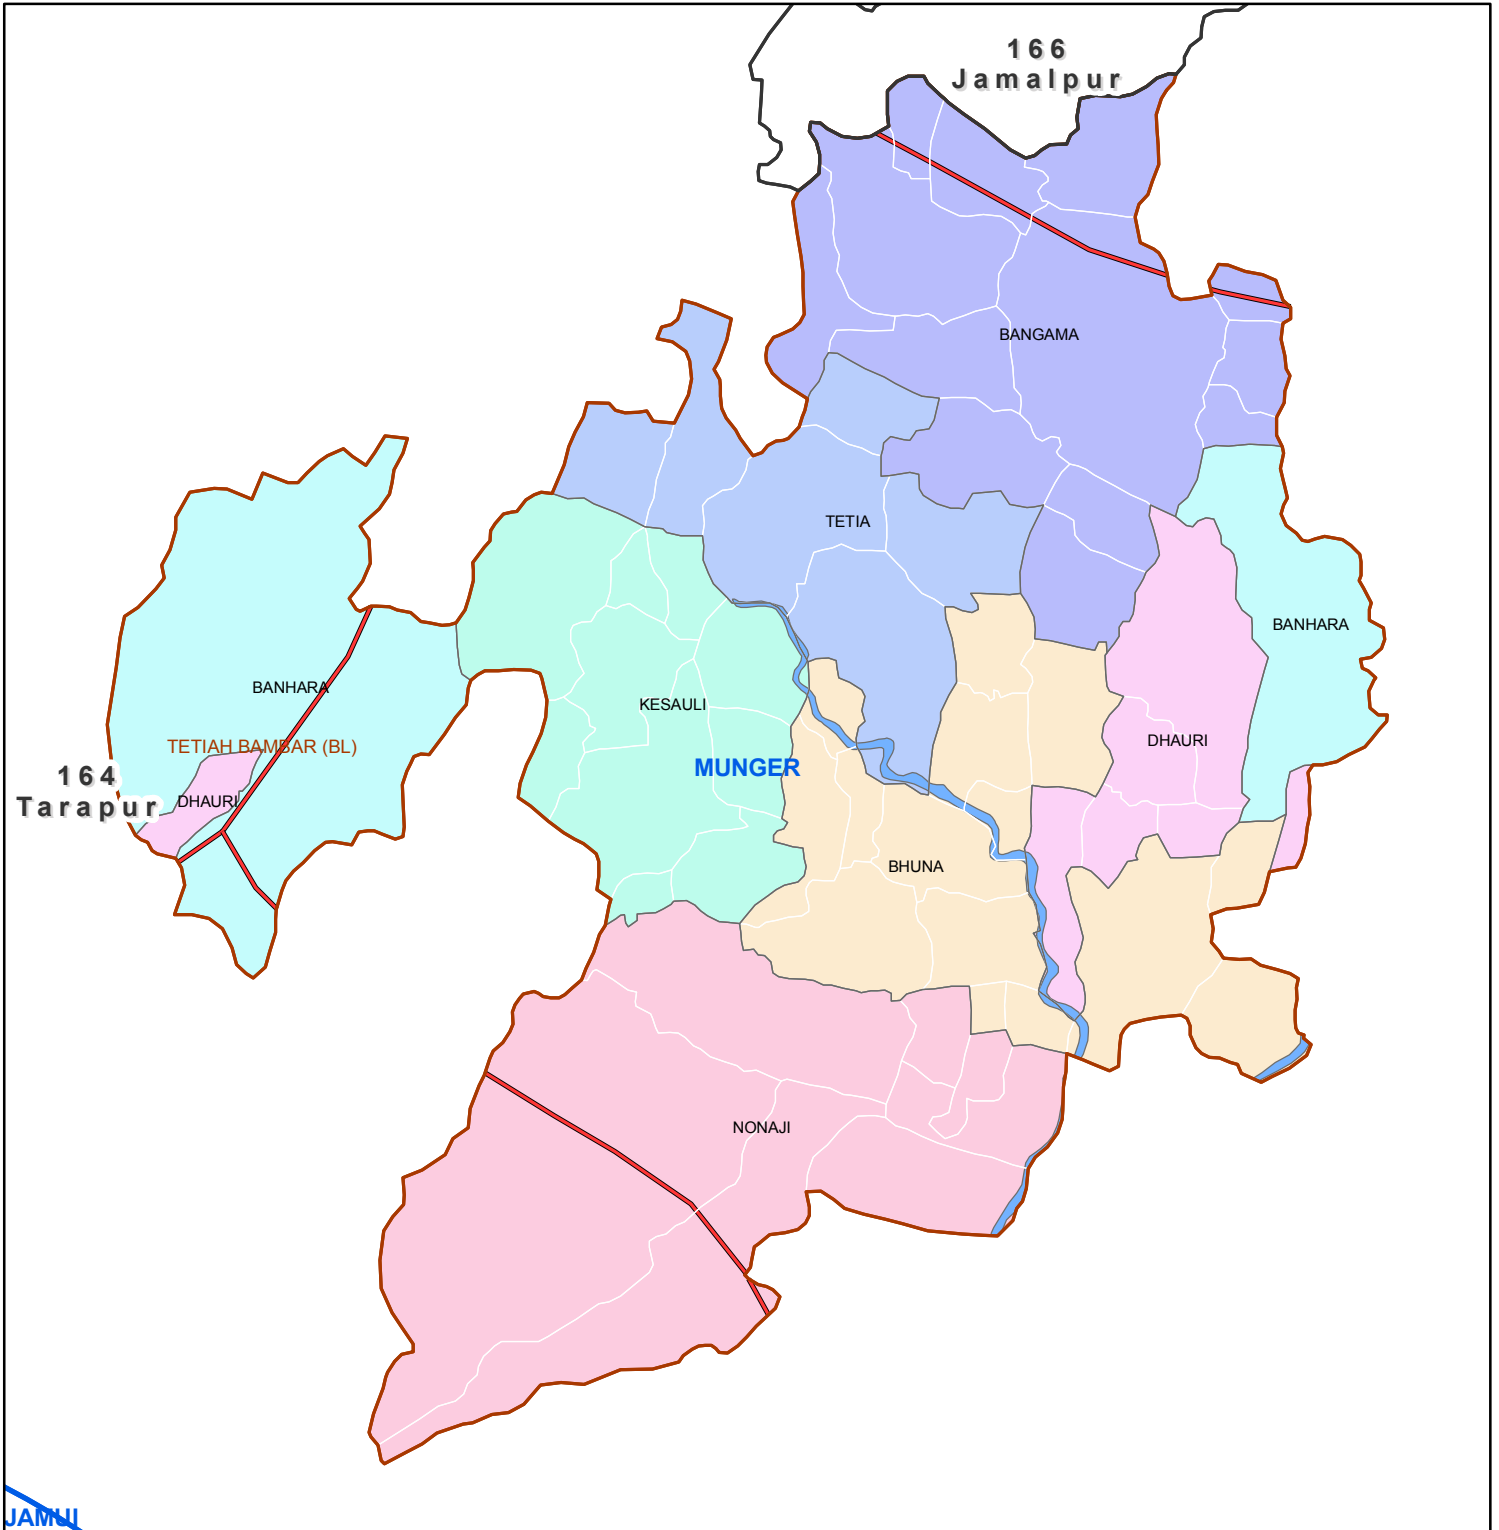 166
Jamalpur
BANGAMA
TETIA
BANHARA
BANHARA
KESAULI
DHAURI
TETIAH BAMBAR (BL)
MUNGER
164
Tarapur
DHAURI
BHUNA
NONAJI
JAMUI